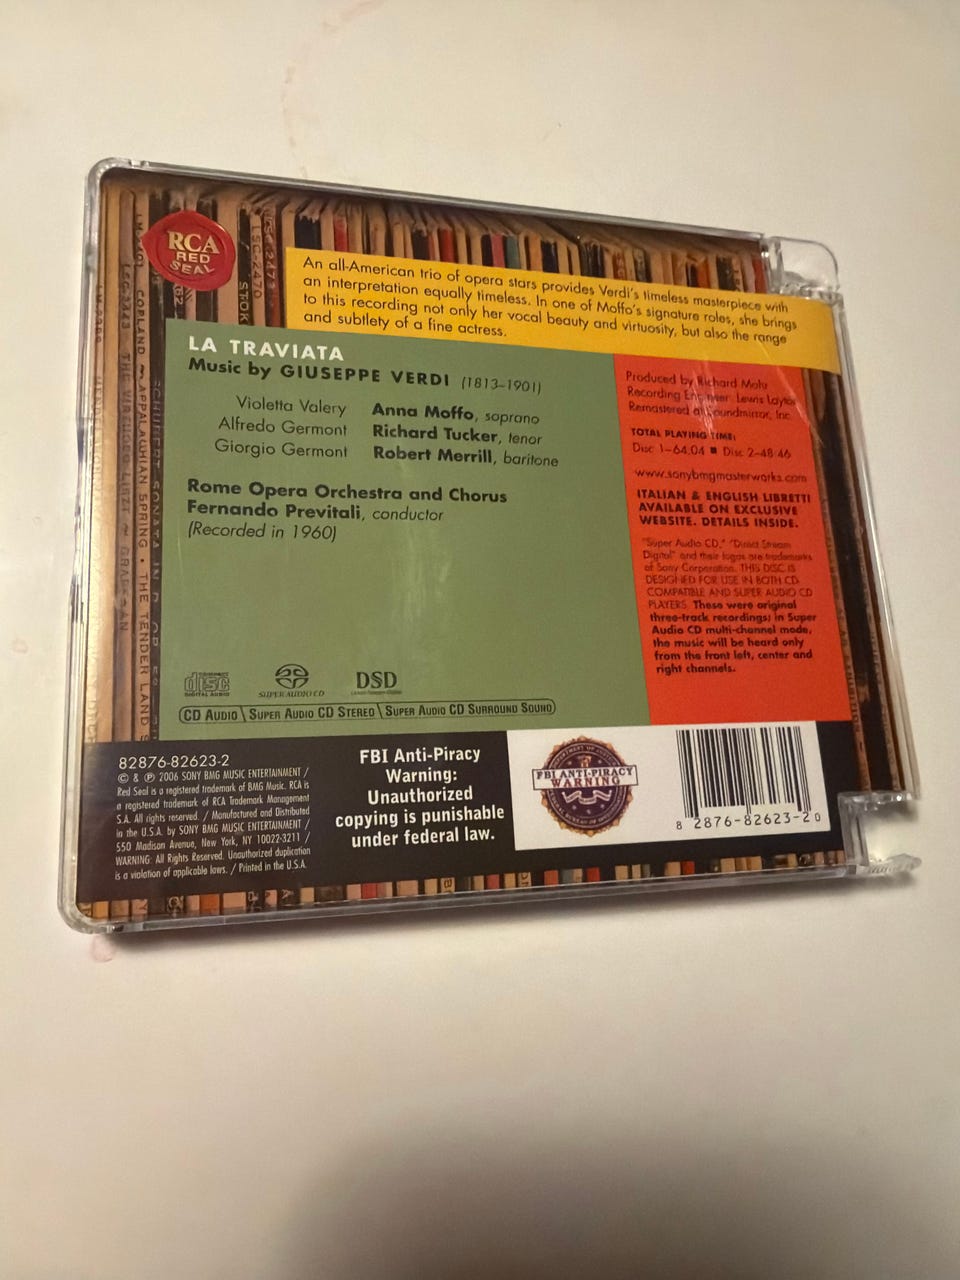 RCA
RED
SEAL
An all-American trio of opera stars provides Verdi's timeless masterpiece with
an interpretation equally timeless. In one of Moffo's signature roles, she brings
to this recording not only her vocal beauty and virtuosity, but also the range
and subtlety of a fine actress.
LA TRAVIATA
Music by GIUSEPPE VERDI (1813–1901)
Violetta Valery Anna Moffo, soprano
Alfredo Germont Richard Tucker, tenor
Giorgio Germont Robert Merrill, baritone
Rome Opera Orchestra and Chorus
Fernando Previtali, conductor
(Recorded in 1960)
Produced by Richard Mohr
Recording Engineer: Lewis Layton
Remastered at Soundmirror, Inc.
TOTAL PLAYING TIME:
Disc 1–64:04 ■ Disc 2–48:46
www.sonybmgmasterworks.com
ITALIAN & ENGLISH LIBRETTI
AVAILABLE ON EXCLUSIVE
WEBSITE. DETAILS INSIDE.
"Super Audio CD," "Direct Stream
Digital" and their logos are trademarks
of Sony Corporation. THIS DISC IS
DESIGNED FOR USE IN BOTH CD
COMPATIBLE AND SUPER AUDIO CD
PLAYERS. These were original
three-track recordings; in Super
Audio CD multi-channel mode,
the music will be heard only
from the front left, center and
right channels.
COMPACT
disc
DIGITAL AUDIO
SUPER AUDIO CD
DSD
Direct Stream Digital
CD AUDIO \ SUPER AUDIO CD STEREO \ SUPER AUDIO CD SURROUND SOUND
82876-82623-2
© & ℗ 2006 SONY BMG MUSIC ENTERTAINMENT /
Red Seal is a registered trademark of BMG Music. RCA is
a registered trademark of RCA Trademark Management
S.A. All rights reserved. / Manufactured and Distributed
in the U.S.A. by SONY BMG MUSIC ENTERTAINMENT /
550 Madison Avenue, New York, NY 10022-3211 /
WARNING: All Rights Reserved. Unauthorized duplication
is a violation of applicable laws. / Printed in the U.S.A.
FBI Anti-Piracy
Warning:
Unauthorized
copying is punishable
under federal law.
FBI ANTI-PIRACY
WARNING
8 2876-82623-2 0
COPLAND ~ APPALACHIAN SPRING • THE TENDER LAND S
LSC-2470
STOK